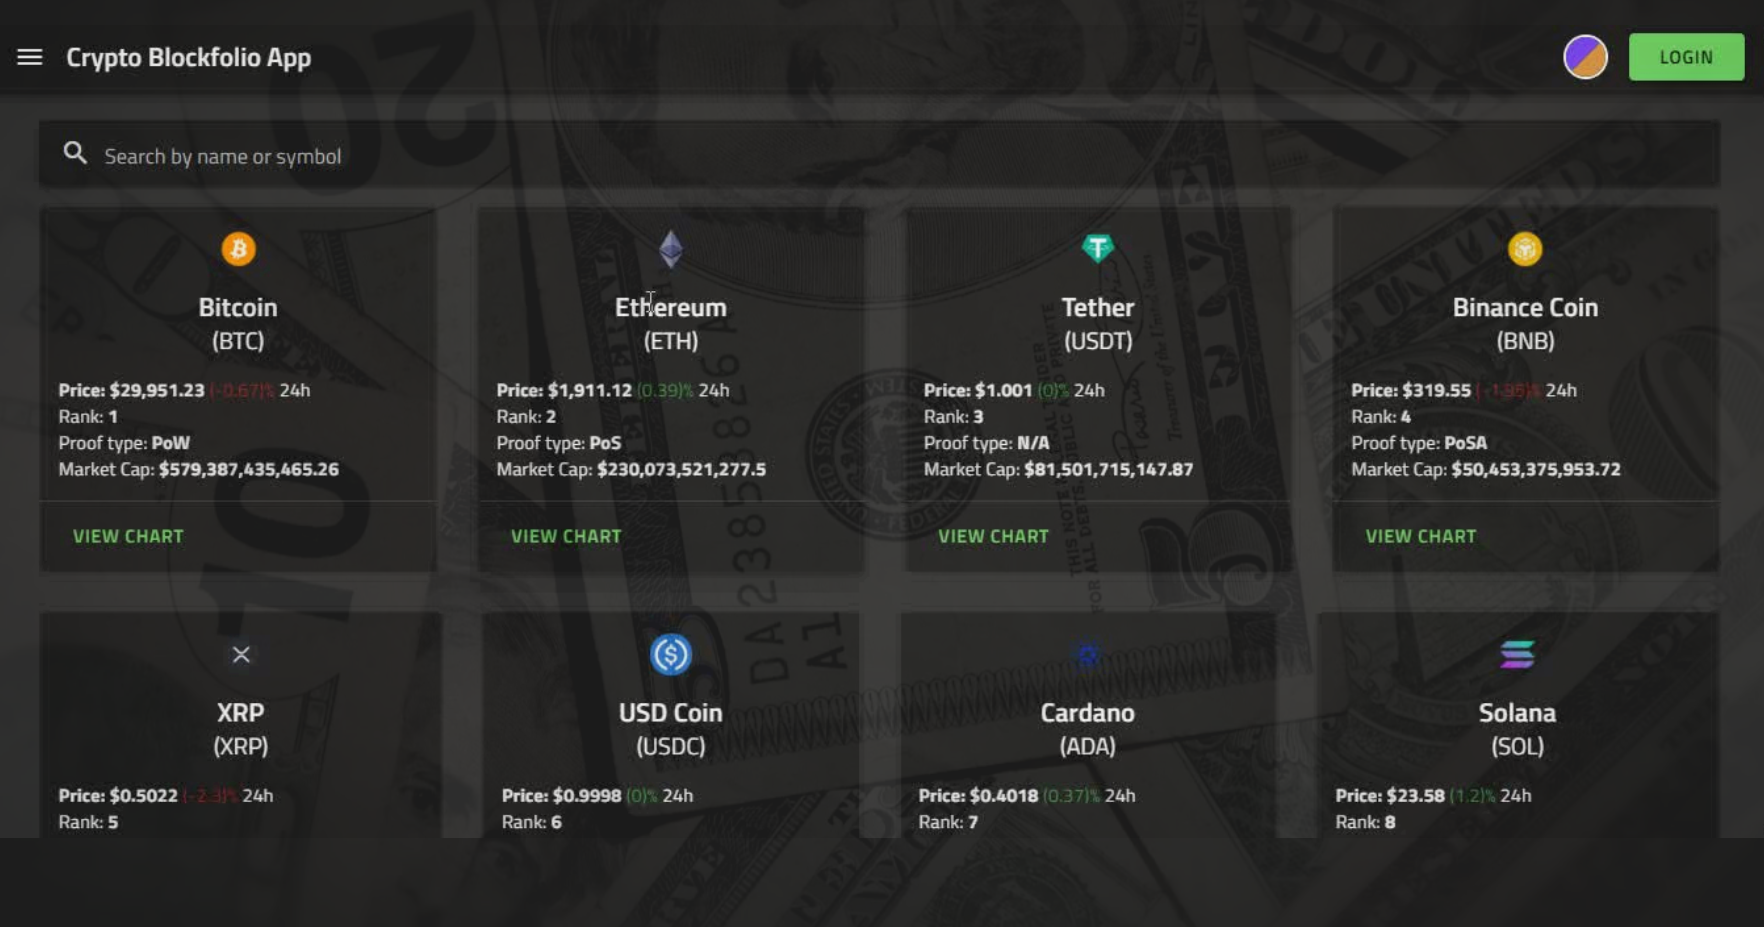 Crypto Blockfolio App
LOGIN
Search by name or symbol
Bitcoin
(BTC)
Price: $29,951.23 (-0.67)% 24h
Rank: 1
Proof type: PoW
Market Cap: $579,387,435,465.26
VIEW CHART
Ethereum
(ETH)
Price: $1,911.12 (0.39)% 24h
Rank: 2
Proof type: PoS
Market Cap: $230,073,521,277.5
VIEW CHART
Tether
(USDT)
Price: $1.001 (0)% 24h
Rank: 3
Proof type: N/A
Market Cap: $81,501,715,147.87
VIEW CHART
Binance Coin
(BNB)
Price: $319.55 (-1.95)% 24h
Rank: 4
Proof type: PoSA
Market Cap: $50,453,375,953.72
VIEW CHART
XRP
(XRP)
Price: $0.5022 (-2.3)% 24h
Rank: 5
USD Coin
(USDC)
Price: $0.9998 (0)% 24h
Rank: 6
Cardano
(ADA)
Price: $0.4018 (0.37)% 24h
Rank: 7
Solana
(SOL)
Price: $23.58 (1.2)% 24h
Rank: 8